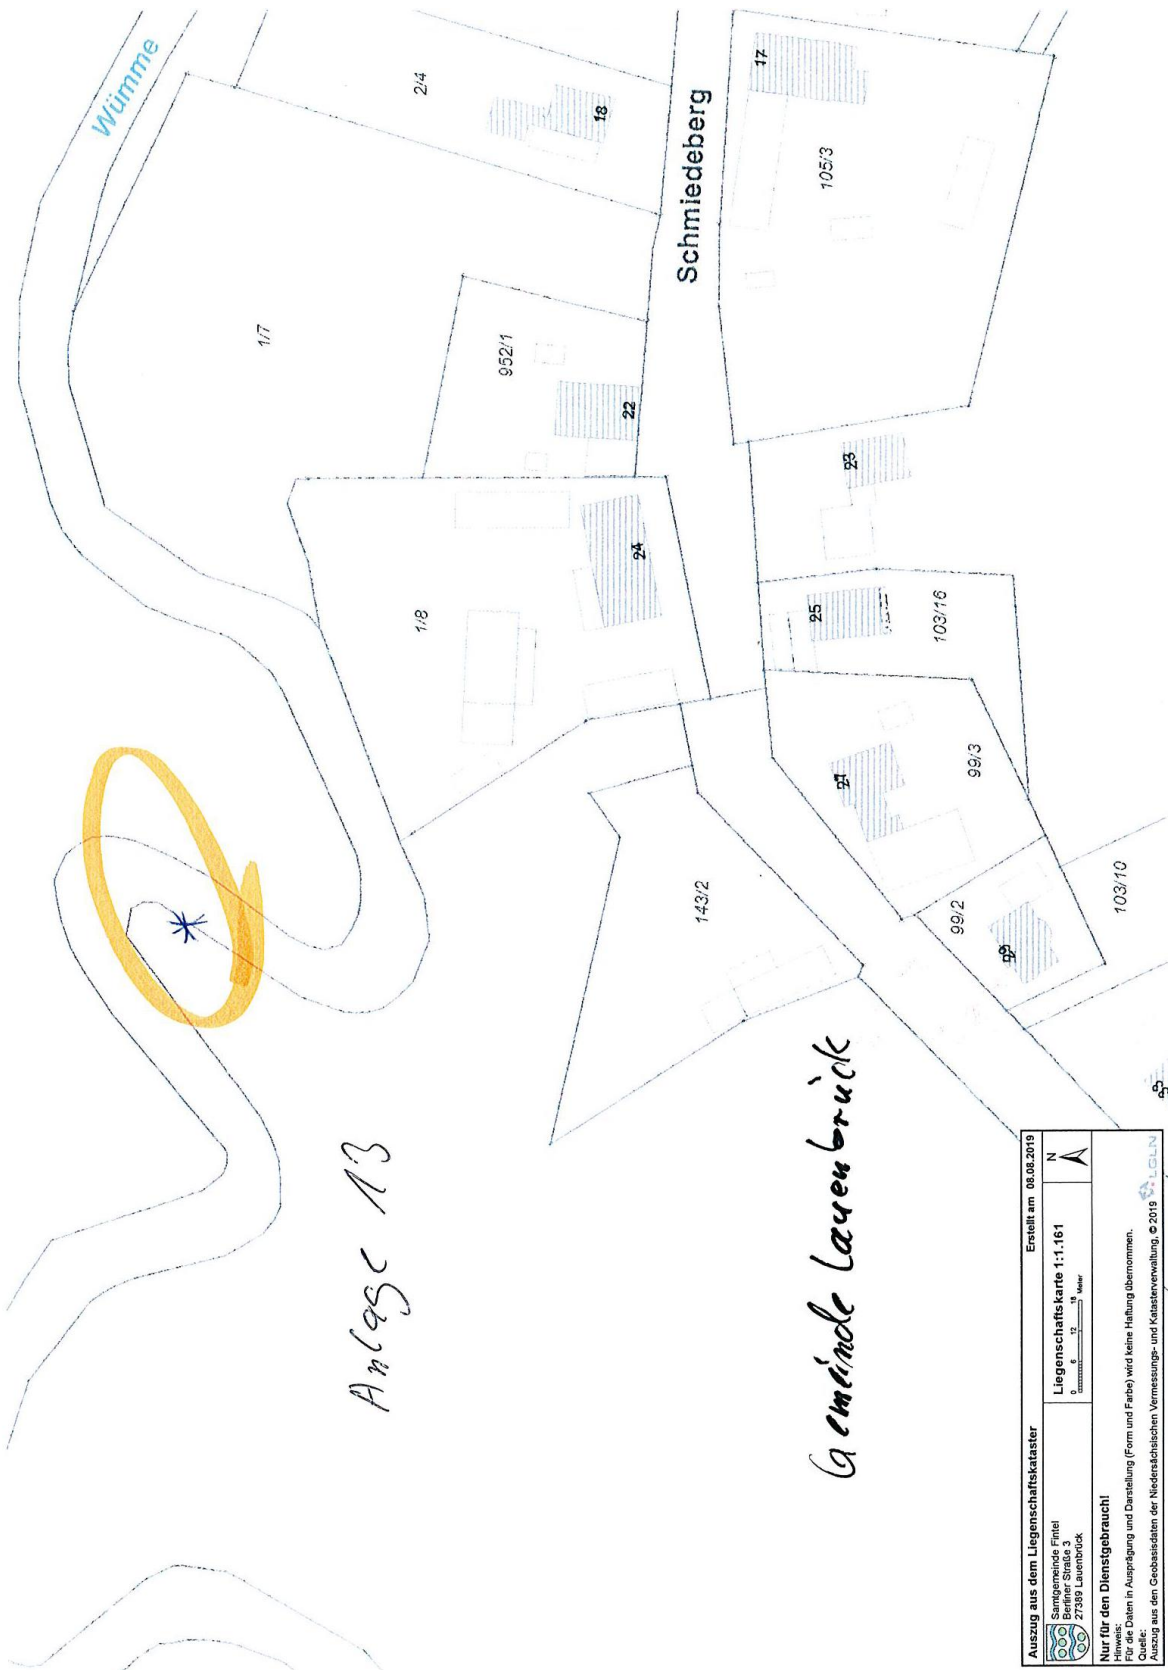 Wümme
2/4
18
17
Schmiedeberg
105/3
1/7
952/1
22
23
24
1/8
25
103/16
27
99/3
143/2
99/2
103/10
Anlage 13
Gemeinde Lauenbrück
Auszug aus dem Liegenschaftskataster
Erstellt am 08.08.2019
Samtgemeinde Fintel
Berliner Straße 3
27389 Lauenbrück
Liegenschaftskarte 1:1.161
0 6 12 18 Meter
N
Nur für den Dienstgebrauch!
Hinweis:
Für die Daten in Ausprägung und Darstellung (Form und Farbe) wird keine Haftung übernommen.
Quelle:
Auszug aus den Geobasisdaten der Niedersächsischen Vermessungs- und Katasterverwaltung, © 2019
LGLN